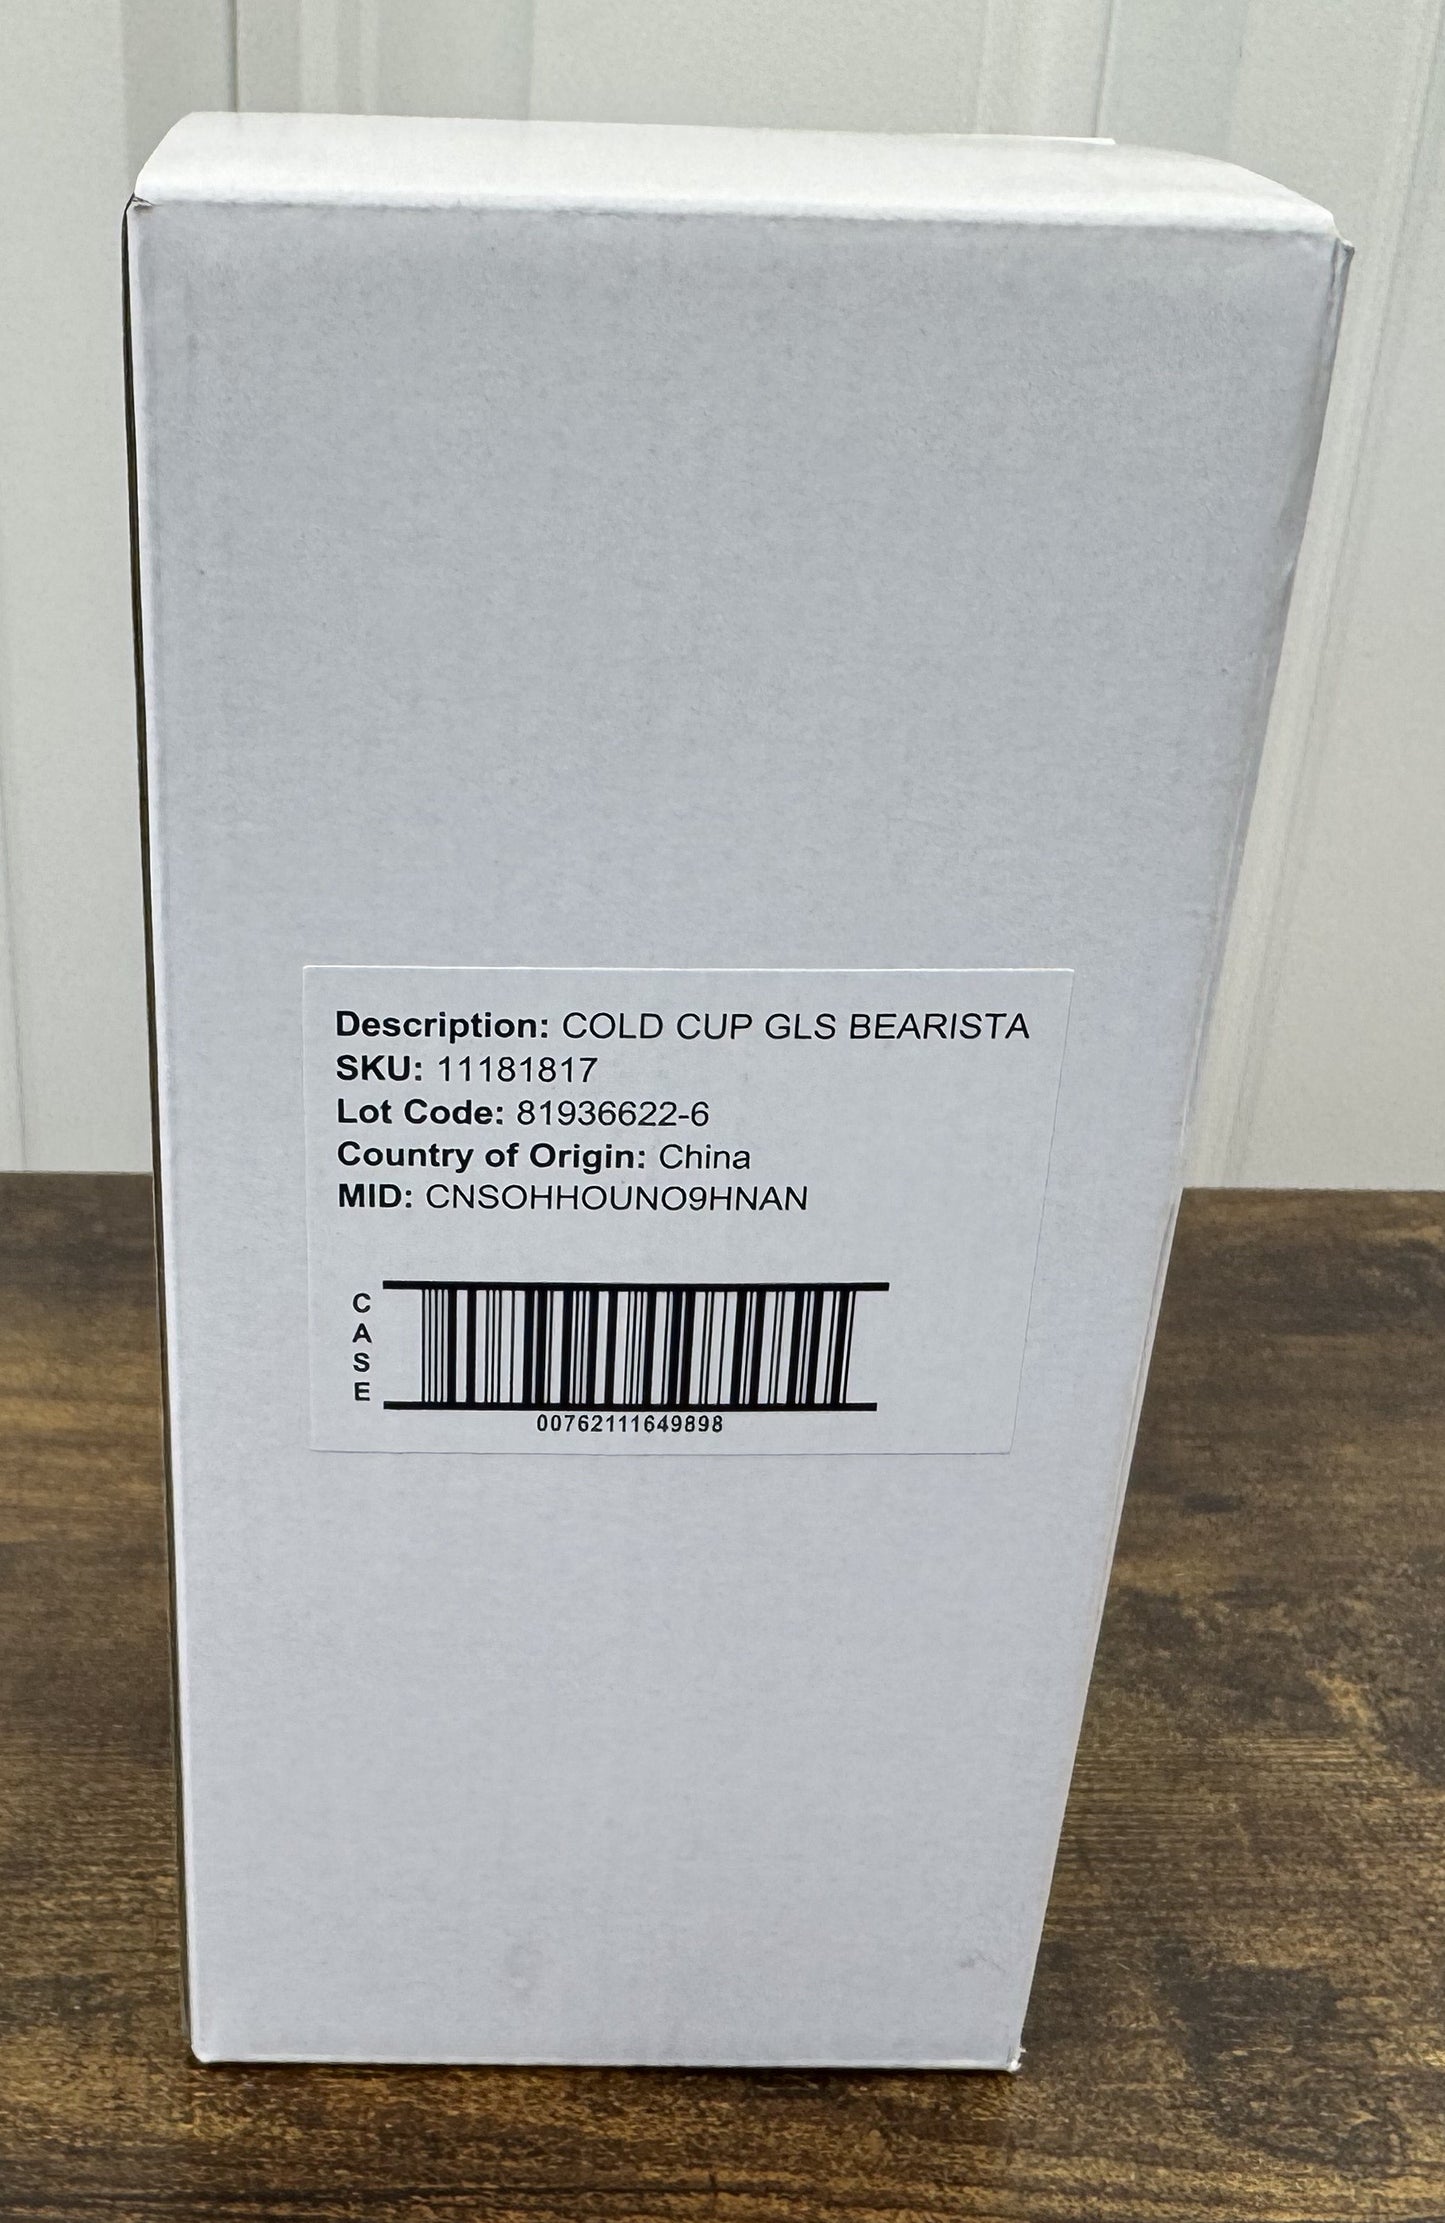 Description: COLD CUP GLS BEARISTA
SKU: 11181817
Lot Code: 81936622-6
Country of Origin: China
MID: CNSOHHOUNO9HNAN
CASE
00762111649898